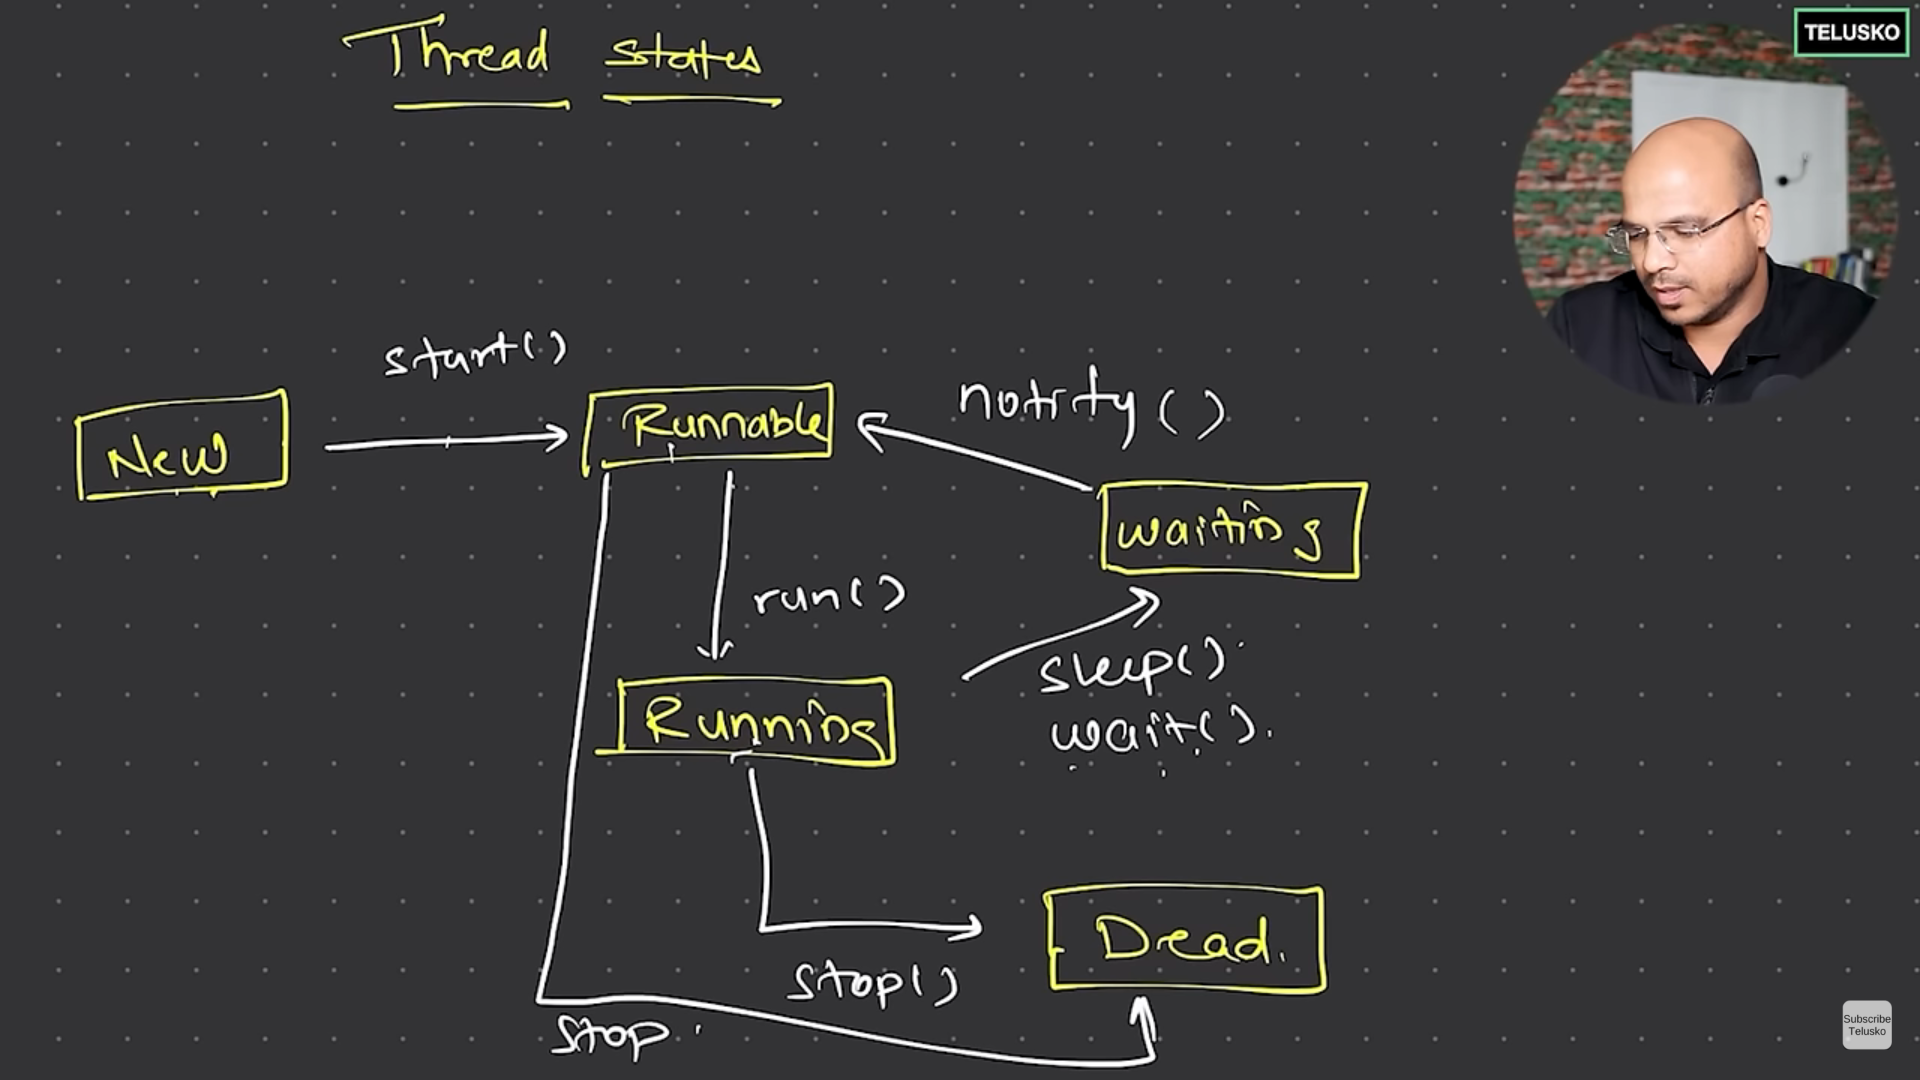 Thread States
TELUSKO
start()
New
Runnable
notify()
waiting
run()
sleep().
wait().
Running
Dead.
stop()
stop.
Subscribe
Telusko